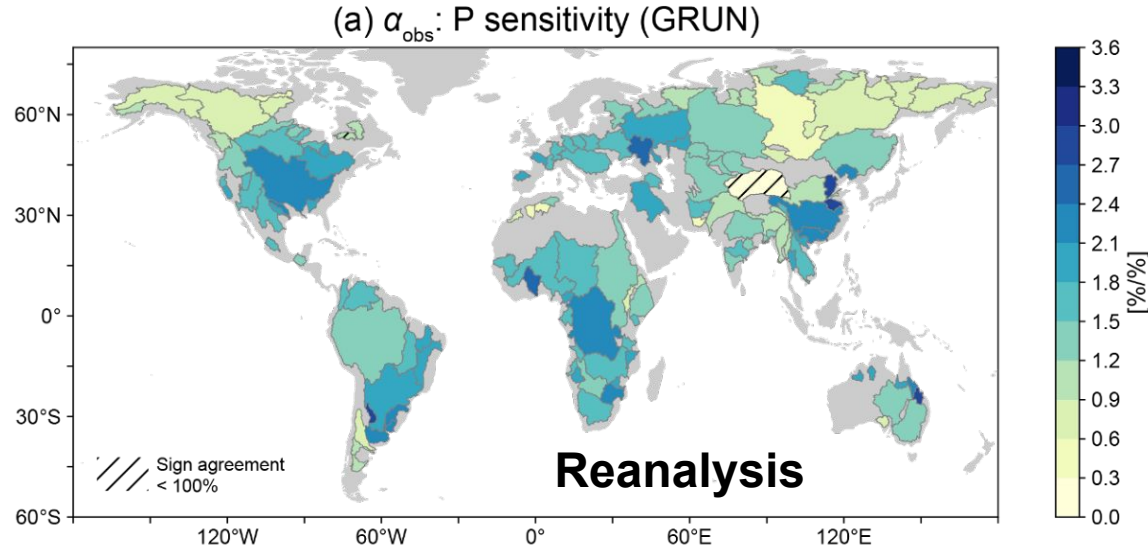 (a) α_obs: P sensitivity (GRUN)
60°N
30°N
0°
30°S
60°S
120°W
60°W
0°
60°E
120°E
Sign agreement
< 100%
Reanalysis
3.6
3.3
3.0
2.7
2.4
2.1
1.8
1.5
1.2
0.9
0.6
0.3
0.0
[%/%]